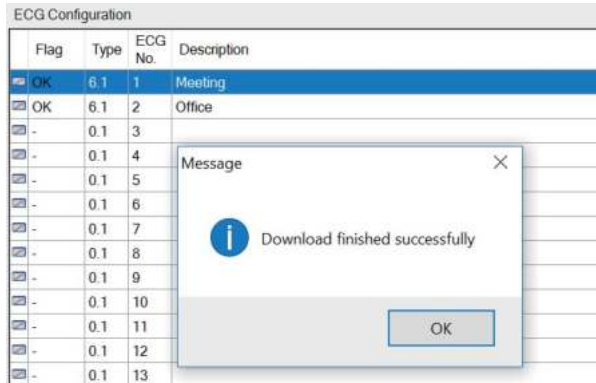 ECG Configuration
Flag Type ECG No. Description
OK 6.1 1 Meeting
OK 6.1 2 Office
- 0.1 3
- 0.1 4
- 0.1 5
- 0.1 6
- 0.1 7
- 0.1 8
- 0.1 9
- 0.1 10
- 0.1 11
- 0.1 12
- 0.1 13
Message
Download finished successfully
OK